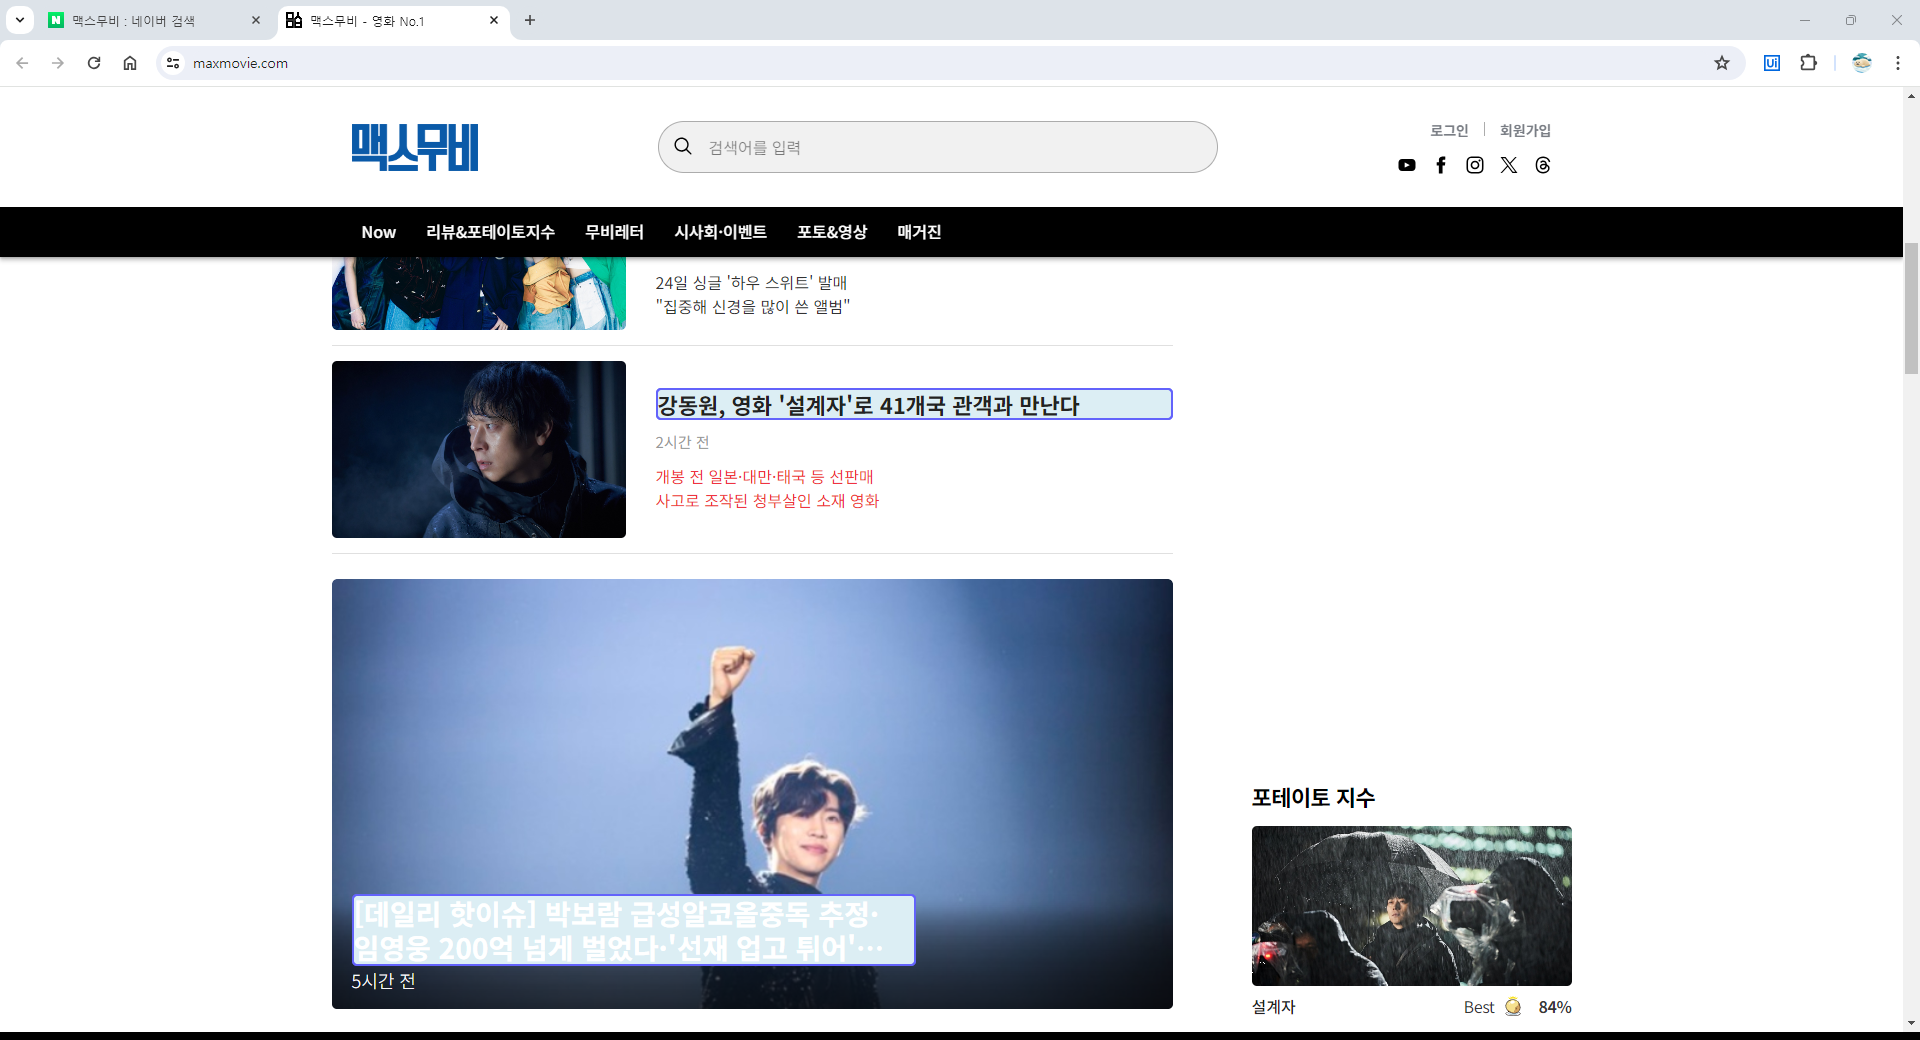 맥스무비 : 네이버 검색
맥스무비 - 영화 No.1
maxmovie.com
맥스무비
검색어를 입력
로그인
회원가입
Now 리뷰&포테이토지수 무비레터 시사회·이벤트 포토&영상 매거진
24일 싱글 '하우 스위트' 발매
"집중해 신경을 많이 쓴 앨범"
강동원, 영화 '설계자'로 41개국 관객과 만난다
2시간 전
개봉 전 일본·대만·태국 등 선판매
사고로 조작된 청부살인 소재 영화
[데일리 핫이슈] 박보람 급성알코올중독 추정·
임영웅 200억 넘게 벌었다·'선재 업고 튀어'…
5시간 전
포테이토 지수
설계자 Best 84%